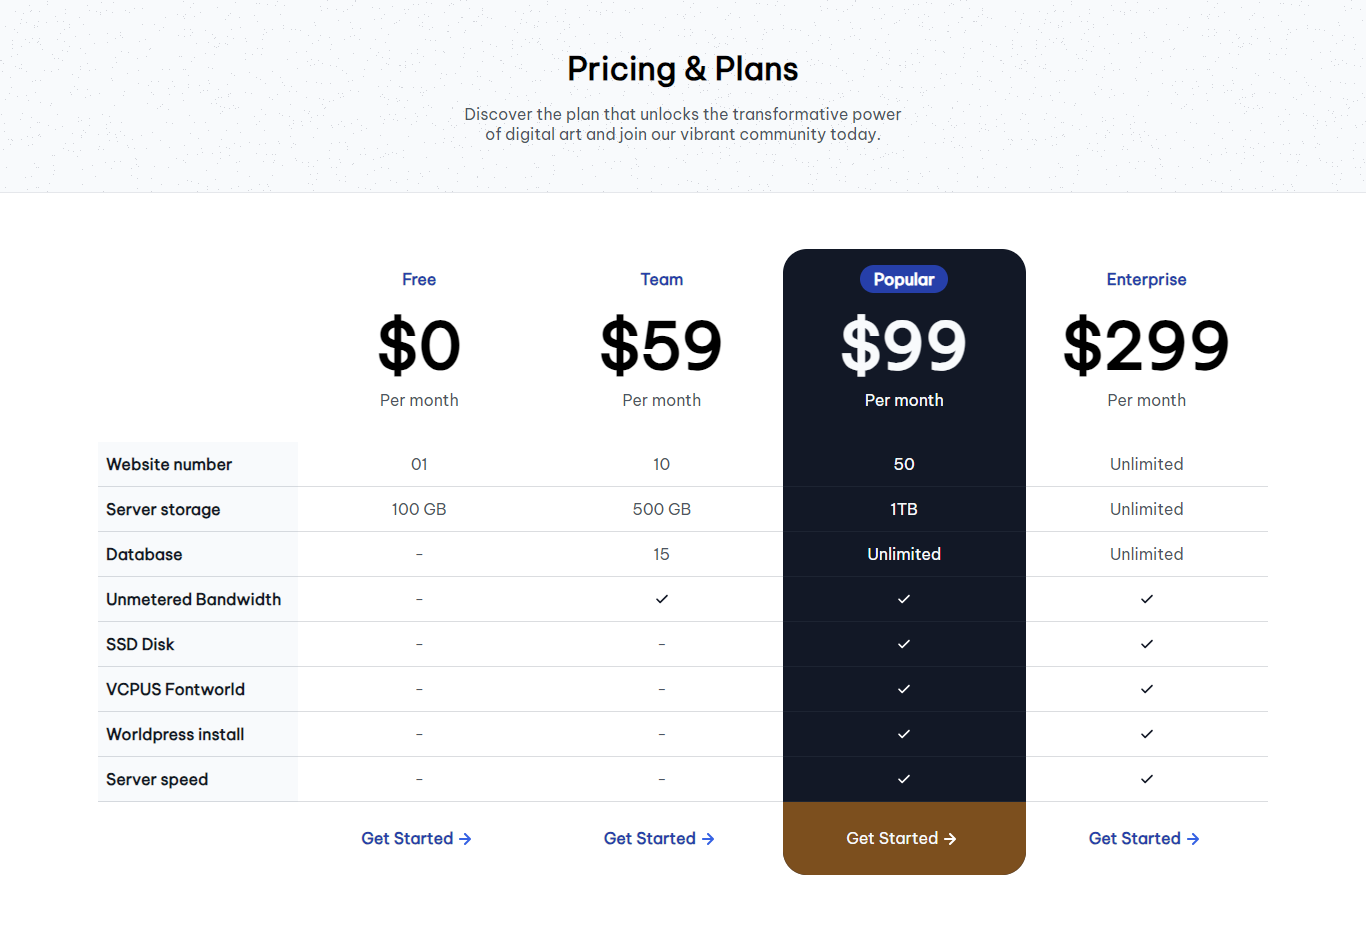 Pricing & Plans
Discover the plan that unlocks the transformative power
of digital art and join our vibrant community today.
Free Team Popular Enterprise
$0 $59 $99 $299
Per month Per month Per month Per month
Website number 01 10 50 Unlimited
Server storage 100 GB 500 GB 1TB Unlimited
Database - 15 Unlimited Unlimited
Unmetered Bandwidth - ✓ ✓ ✓
SSD Disk - - ✓ ✓
VCPUS Fontworld - - ✓ ✓
Worldpress install - - ✓ ✓
Server speed - - ✓ ✓
Get Started → Get Started → Get Started → Get Started →